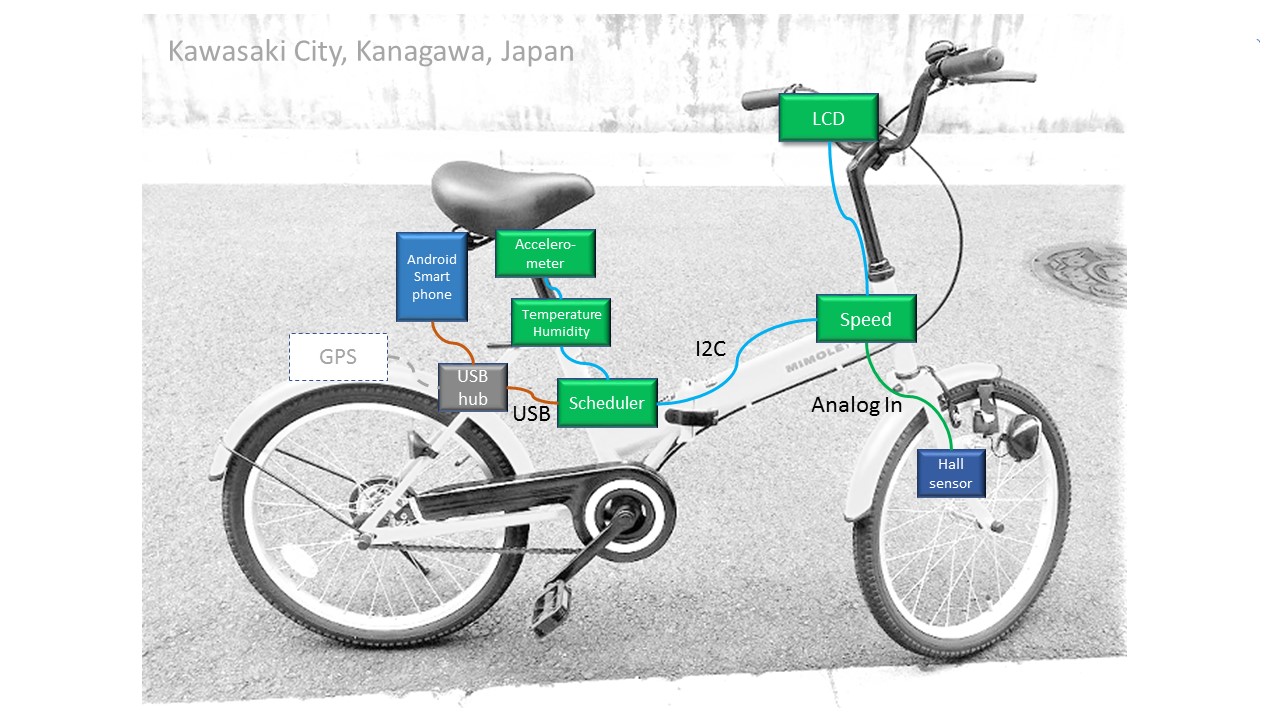 Kawasaki City, Kanagawa, Japan
LCD
Accelero-
meter
Android
Smart
phone
Temperature
Humidity
Speed
I2C
GPS
USB
hub
USB
Scheduler
Analog In
MIMOLE
Hall
sensor